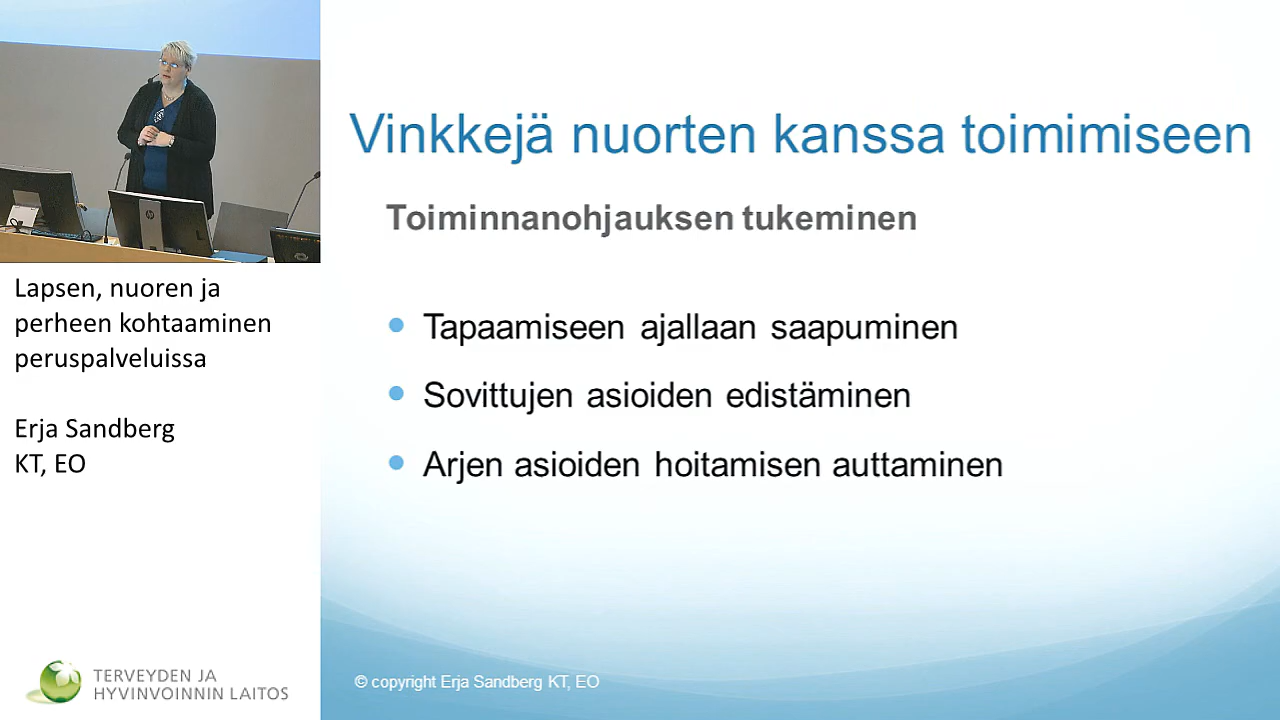 Vinkkejä nuorten kanssa toimimiseen
Toiminnanohjauksen tukeminen
Tapaamiseen ajallaan saapuminen
Sovittujen asioiden edistäminen
Arjen asioiden hoitamisen auttaminen
Lapsen, nuoren ja
perheen kohtaaminen
peruspalveluissa
Erja Sandberg
KT, EO
TERVEYDEN JA
HYVINVOINNIN LAITOS
© copyright Erja Sandberg KT, EO